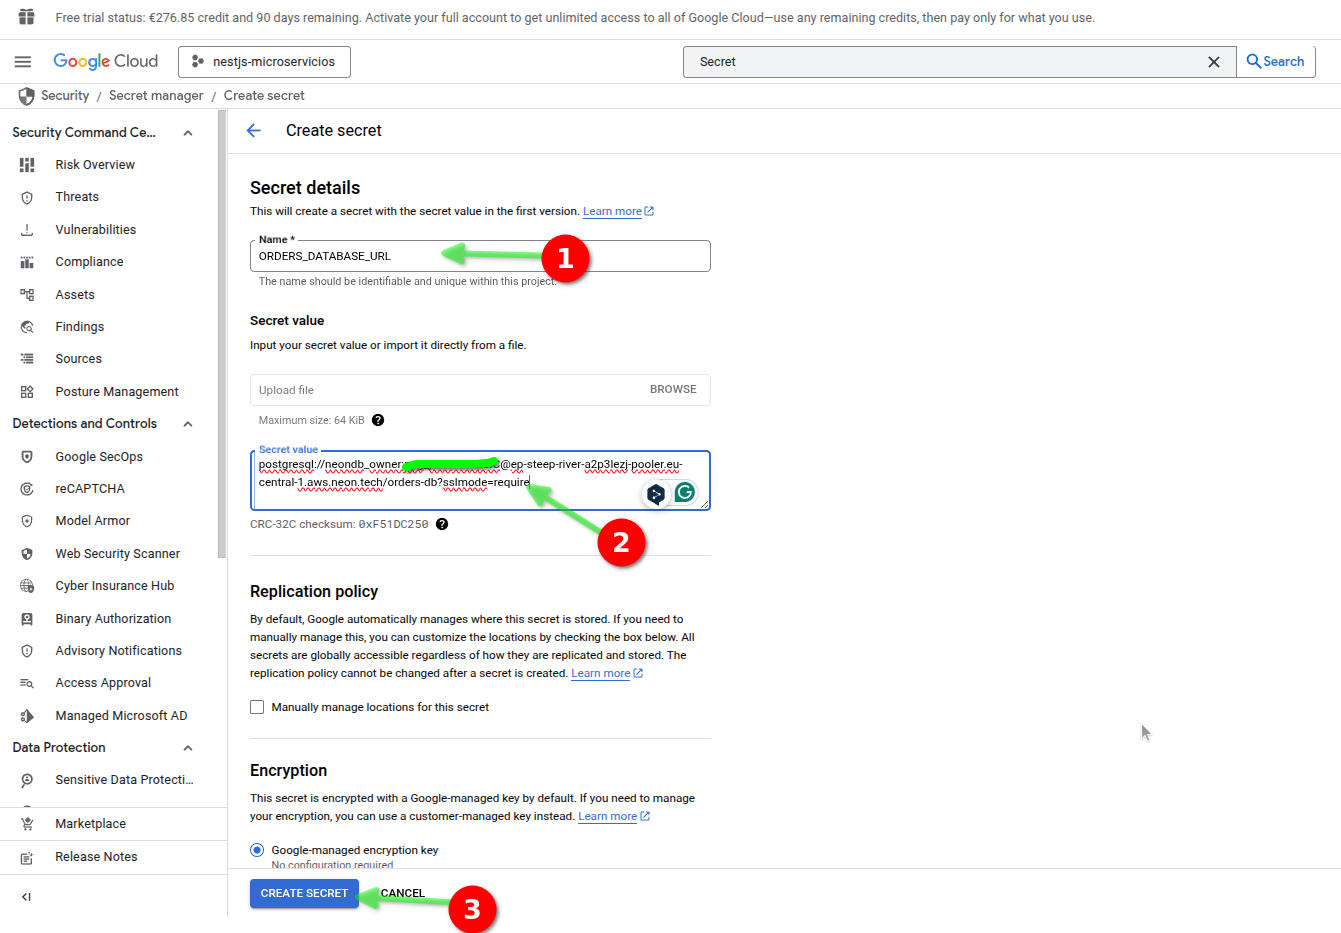 Free trial status: €276.85 credit and 90 days remaining. Activate your full account to get unlimited access to all of Google Cloud—use any remaining credits, then pay only for what you use.
Google Cloud
nestjs-microservicios
Secret
Search
Security / Secret manager / Create secret
Security Command Ce...
Risk Overview
Threats
Vulnerabilities
Compliance
Assets
Findings
Sources
Posture Management
Detections and Controls
Google SecOps
reCAPTCHA
Model Armor
Web Security Scanner
Cyber Insurance Hub
Binary Authorization
Advisory Notifications
Access Approval
Managed Microsoft AD
Data Protection
Sensitive Data Protecti...
Marketplace
Release Notes
Create secret
Secret details
This will create a secret with the secret value in the first version. Learn more
Name *
ORDERS_DATABASE_URL
1
The name should be identifiable and unique within this project.
Secret value
Input your secret value or import it directly from a file.
Upload file
BROWSE
Maximum size: 64 KiB
Secret value
postgresql://neondb_owner: @ep-steep-river-a2p3lezj-pooler.eu-
central-1.aws.neon.tech/orders-db?sslmode=require
CRC-32C checksum: 0xF51DC250
2
Replication policy
By default, Google automatically manages where this secret is stored. If you need to
manually manage this, you can customize the locations by checking the box below. All
secrets are globally accessible regardless of how they are replicated and stored. The
replication policy cannot be changed after a secret is created. Learn more
Manually manage locations for this secret
Encryption
This secret is encrypted with a Google-managed key by default. If you need to manage
your encryption, you can use a customer-managed key instead. Learn more
Google-managed encryption key
No configuration required
CREATE SECRET
CANCEL
3